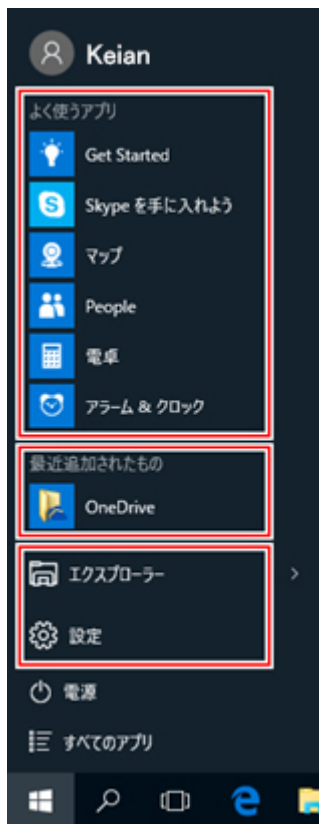 Keian
よく使うアプリ
Get Started
Skype を手に入れよう
マップ
People
電卓
アラーム & クロック
最近追加されたもの
OneDrive
エクスプローラー
設定
電源
すべてのアプリ